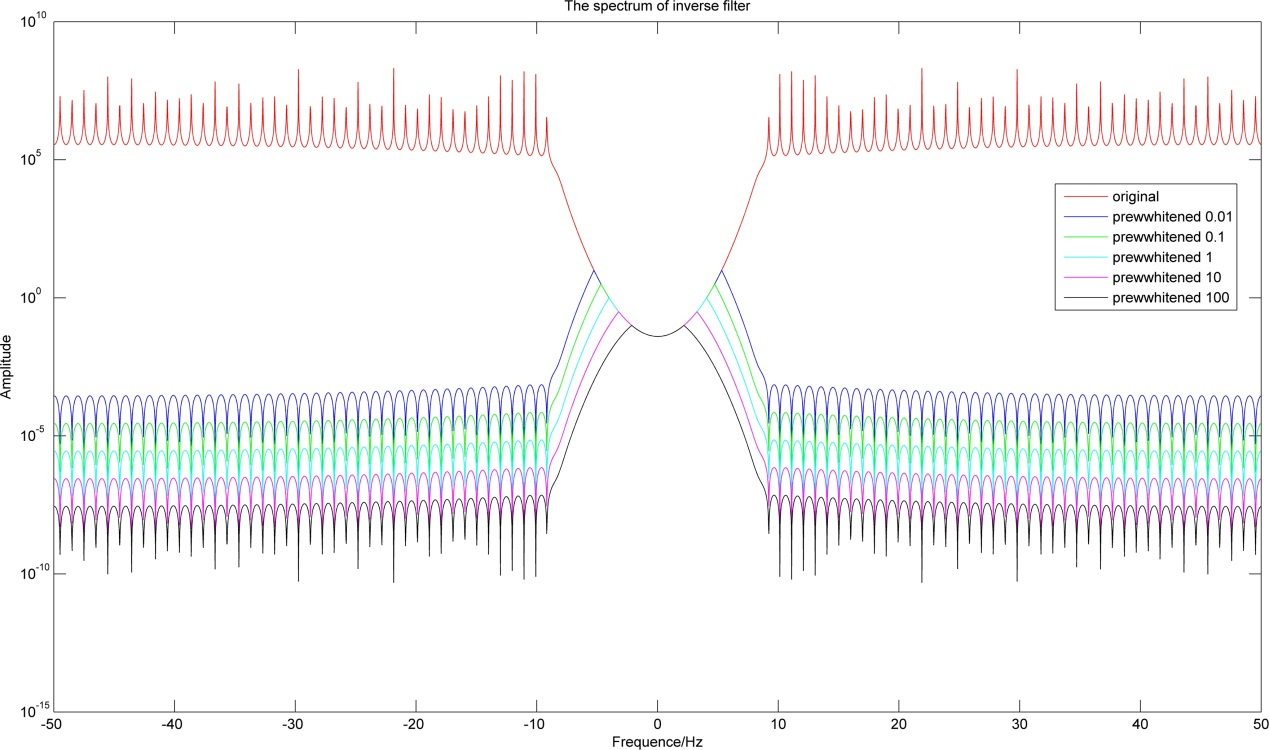 The spectrum of inverse filter
10^10
10^5
10^0
10^-5
10^-10
10^-15
Amplitude
original
prewwhitened 0.01
prewwhitened 0.1
prewwhitened 1
prewwhitened 10
prewwhitened 100
-50 -40 -30 -20 -10 0 10 20 30 40 50
Frequence/Hz